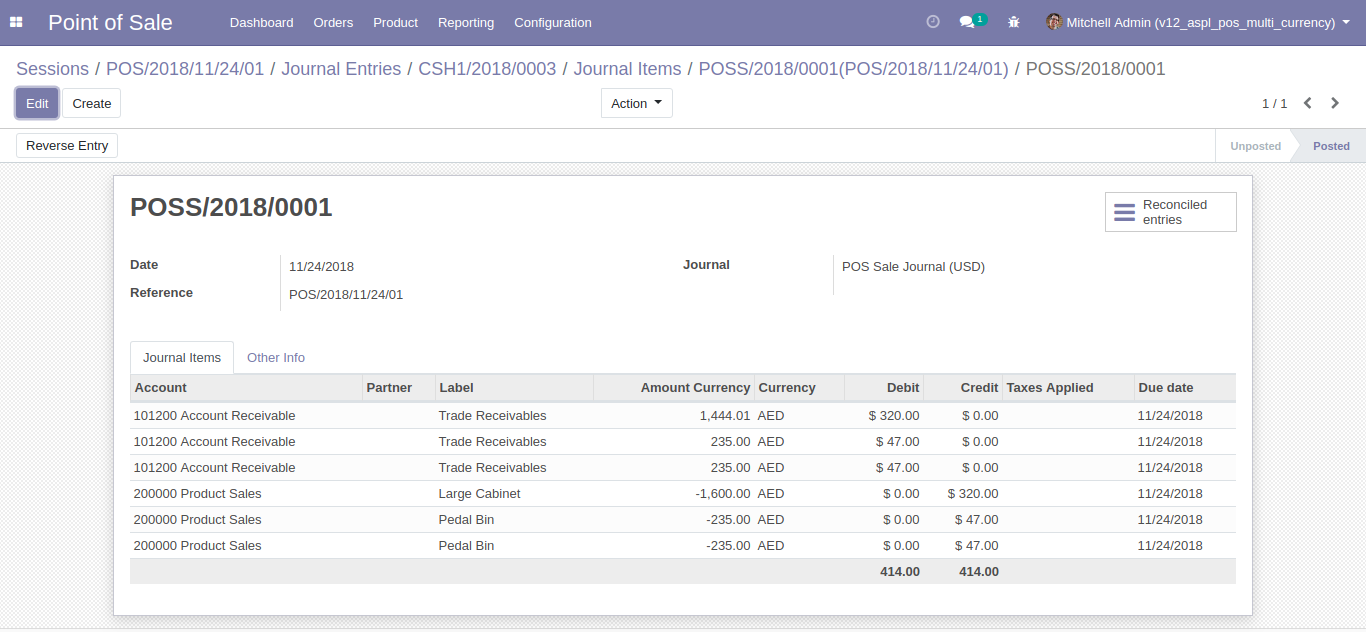 Point of Sale Dashboard Orders Product Reporting Configuration 1 Mitchell Admin (v12_aspl_pos_multi_currency)
Sessions / POS/2018/11/24/01 / Journal Entries / CSH1/2018/0003 / Journal Items / POSS/2018/0001(POS/2018/11/24/01) / POSS/2018/0001
Edit Create Action 1 / 1
Reverse Entry Unposted Posted
POSS/2018/0001
Reconciled
entries
Date 11/24/2018 Journal POS Sale Journal (USD)
Reference POS/2018/11/24/01
Journal Items Other Info
Account Partner Label Amount Currency Currency Debit Credit Taxes Applied Due date
101200 Account Receivable Trade Receivables 1,444.01 AED $ 320.00 $ 0.00 11/24/2018
101200 Account Receivable Trade Receivables 235.00 AED $ 47.00 $ 0.00 11/24/2018
101200 Account Receivable Trade Receivables 235.00 AED $ 47.00 $ 0.00 11/24/2018
200000 Product Sales Large Cabinet -1,600.00 AED $ 0.00 $ 320.00 11/24/2018
200000 Product Sales Pedal Bin -235.00 AED $ 0.00 $ 47.00 11/24/2018
200000 Product Sales Pedal Bin -235.00 AED $ 0.00 $ 47.00 11/24/2018
414.00 414.00